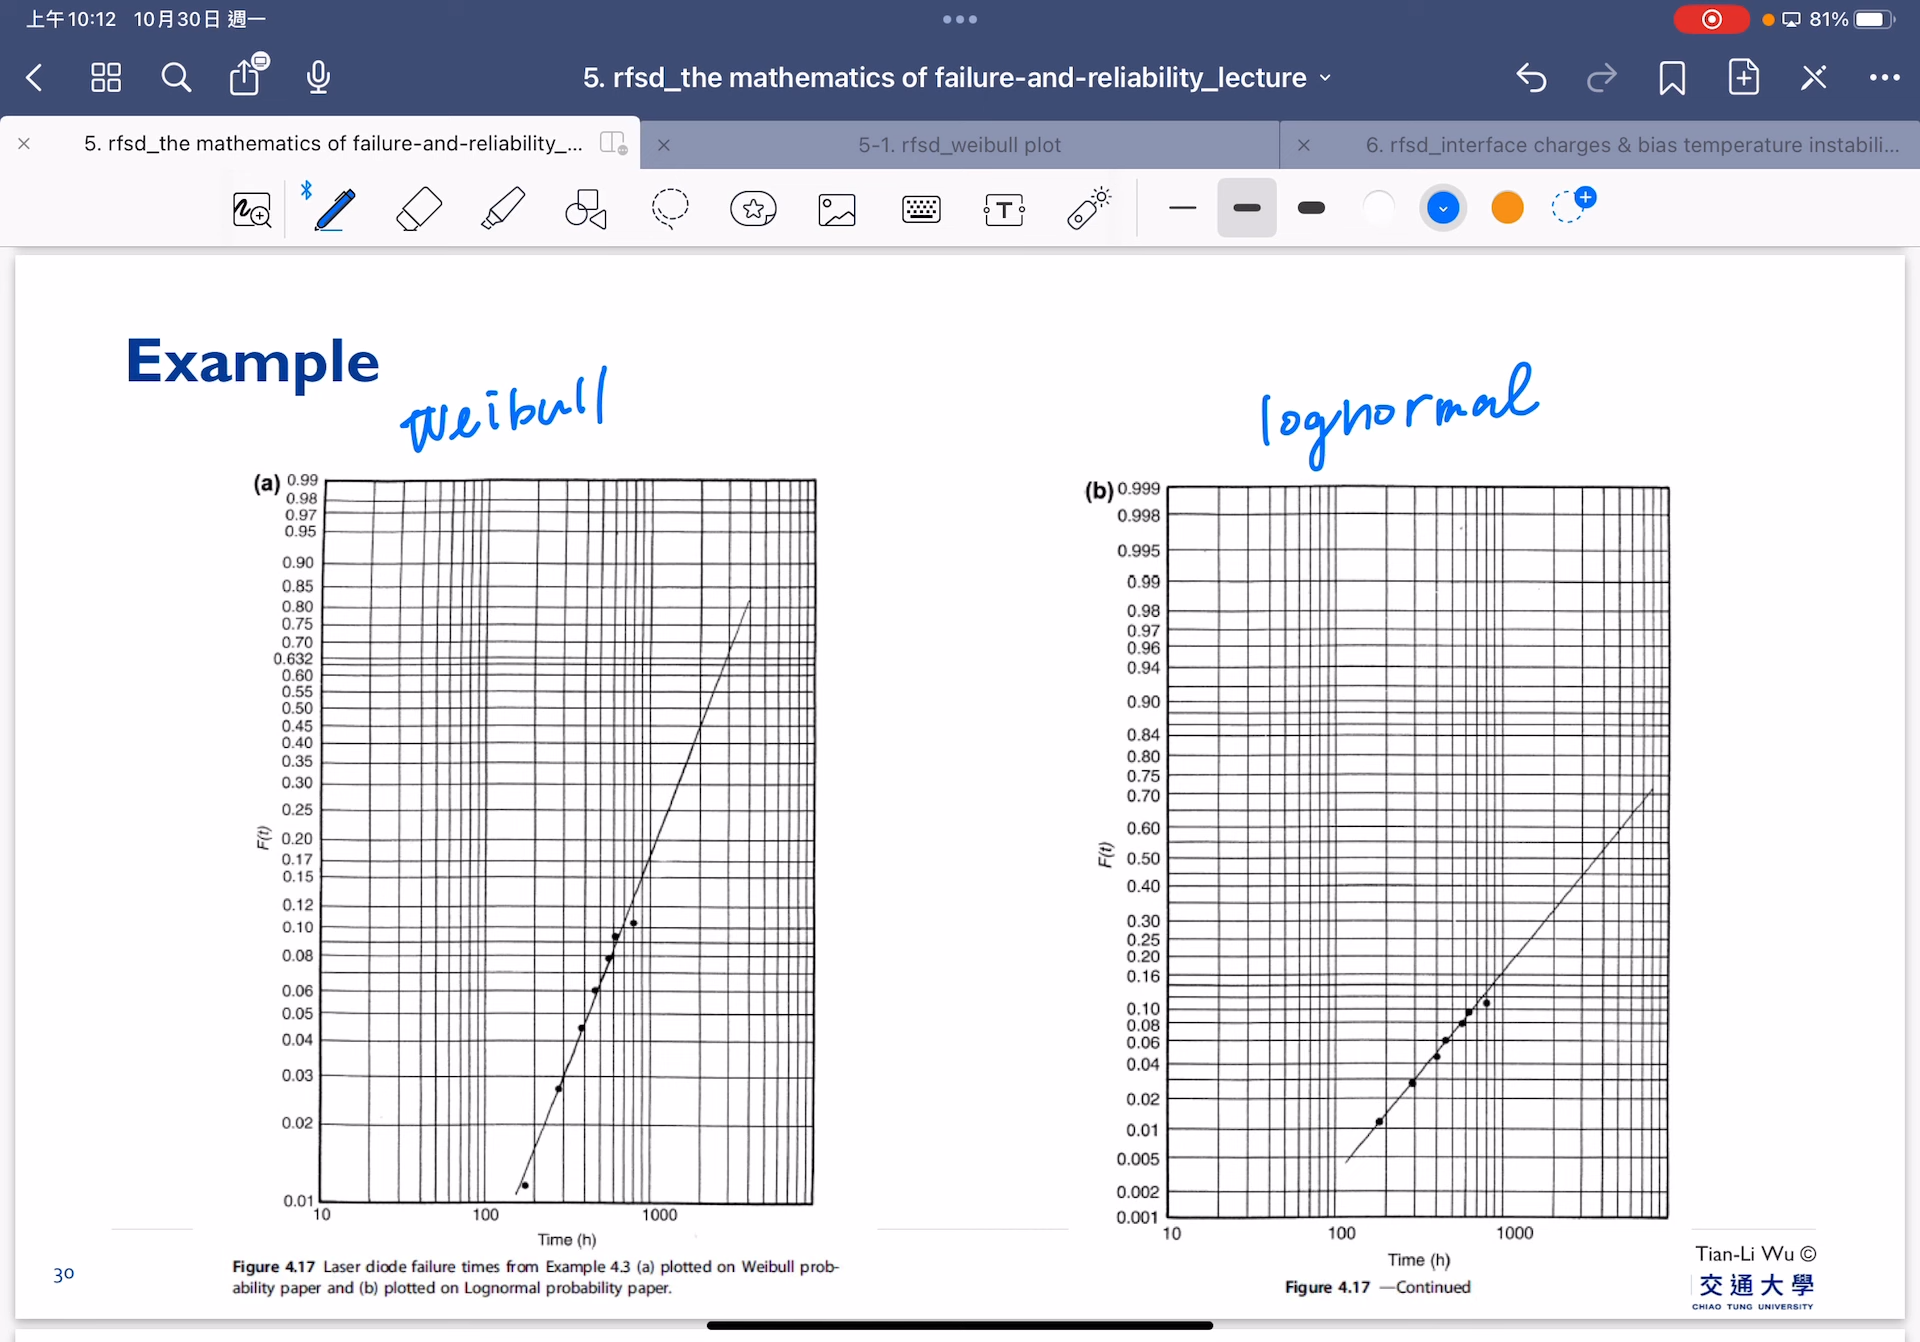 上午10:12 10月30日 週一
81%
5. rfsd_the mathematics of failure-and-reliability_lecture
5. rfsd_the mathematics of failure-and-reliability_...
5-1. rfsd_weibull plot
6. rfsd_interface charges & bias temperature instabili...
T
Example
Weibull
lognormal
(a)
0.99
0.98
0.97
0.95
0.90
0.85
0.80
0.75
0.70
0.632
0.60
0.55
0.50
0.45
0.40
0.35
0.30
0.25
0.20
0.17
0.15
0.12
0.10
0.08
0.06
0.05
0.04
0.03
0.02
0.01
F(t)
10 100 1000
Time (h)
Figure 4.17 Laser diode failure times from Example 4.3 (a) plotted on Weibull prob-
ability paper and (b) plotted on Lognormal probability paper.
(b)
0.999
0.998
0.995
0.99
0.98
0.97
0.96
0.94
0.90
0.84
0.80
0.75
0.70
0.60
0.50
0.40
0.30
0.25
0.20
0.16
0.10
0.08
0.06
0.04
0.02
0.01
0.005
0.002
0.001
F(t)
10 100 1000
Time (h)
Figure 4.17 —Continued
30
Tian-Li Wu ©
交通大學
CHIAO TUNG UNIVERSITY